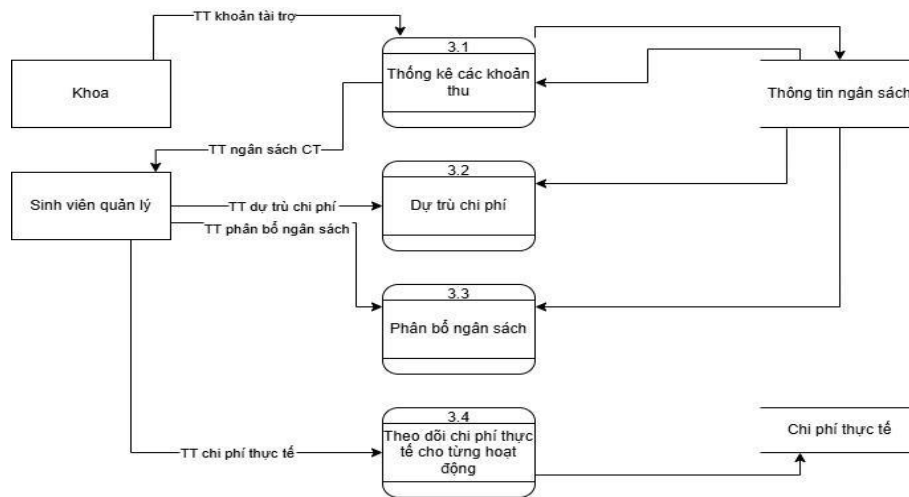 TT khoản tài trợ
3.1
Thống kê các khoản
thu
Khoa
Thông tin ngân sách
TT ngân sách CT
3.2
Dự trù chi phí
Sinh viên quản lý
TT dự trù chi phí
TT phân bổ ngân sách
3.3
Phân bổ ngân sách
3.4
Theo dõi chi phí thực
tế cho từng hoạt
động
TT chi phí thực tế
Chi phí thực tế